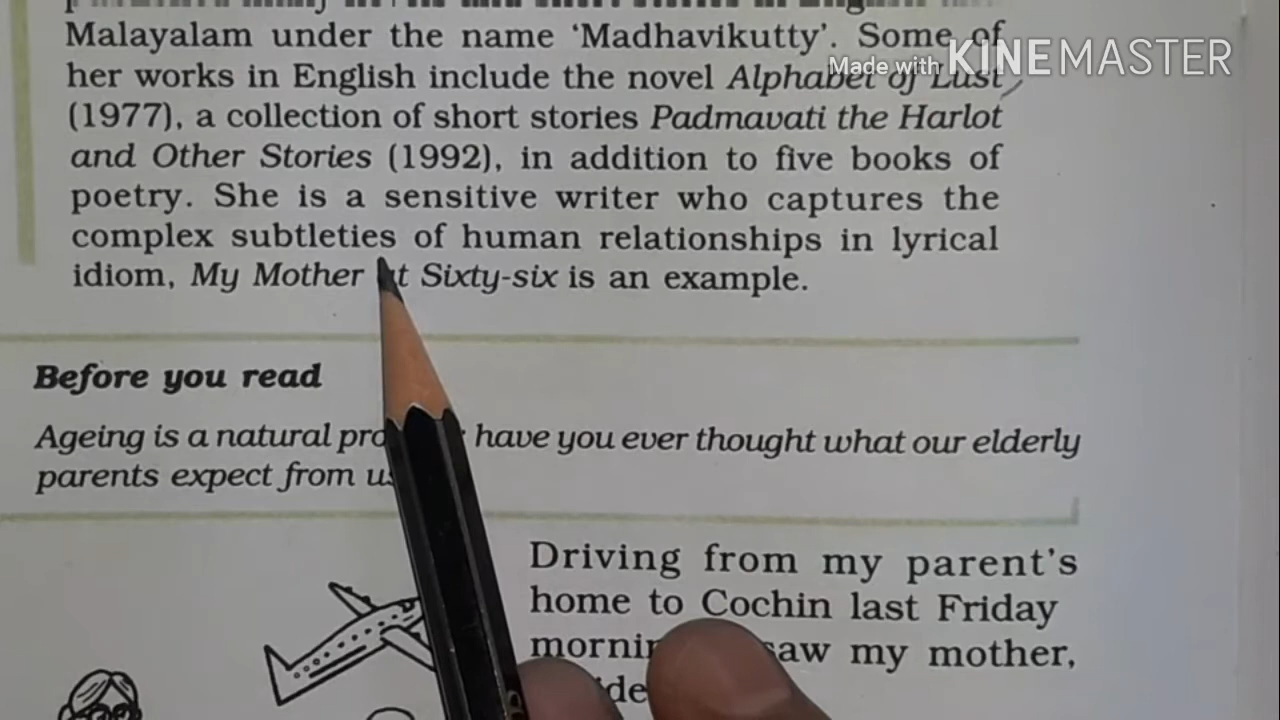 Malayalam under the name ‘Madhavikutty’. Some of
Made with KINEMASTER
her works in English include the novel Alphabet of Lust
(1977), a collection of short stories Padmavati the Harlot
and Other Stories (1992), in addition to five books of
poetry. She is a sensitive writer who captures the
complex subtleties of human relationships in lyrical
idiom, My Mother Sixty-six is an example.
Before you read
Ageing is a natural have you ever thought what our elderly
parents expect from
Driving from my parent's
home to Cochin last Friday
saw my mother,